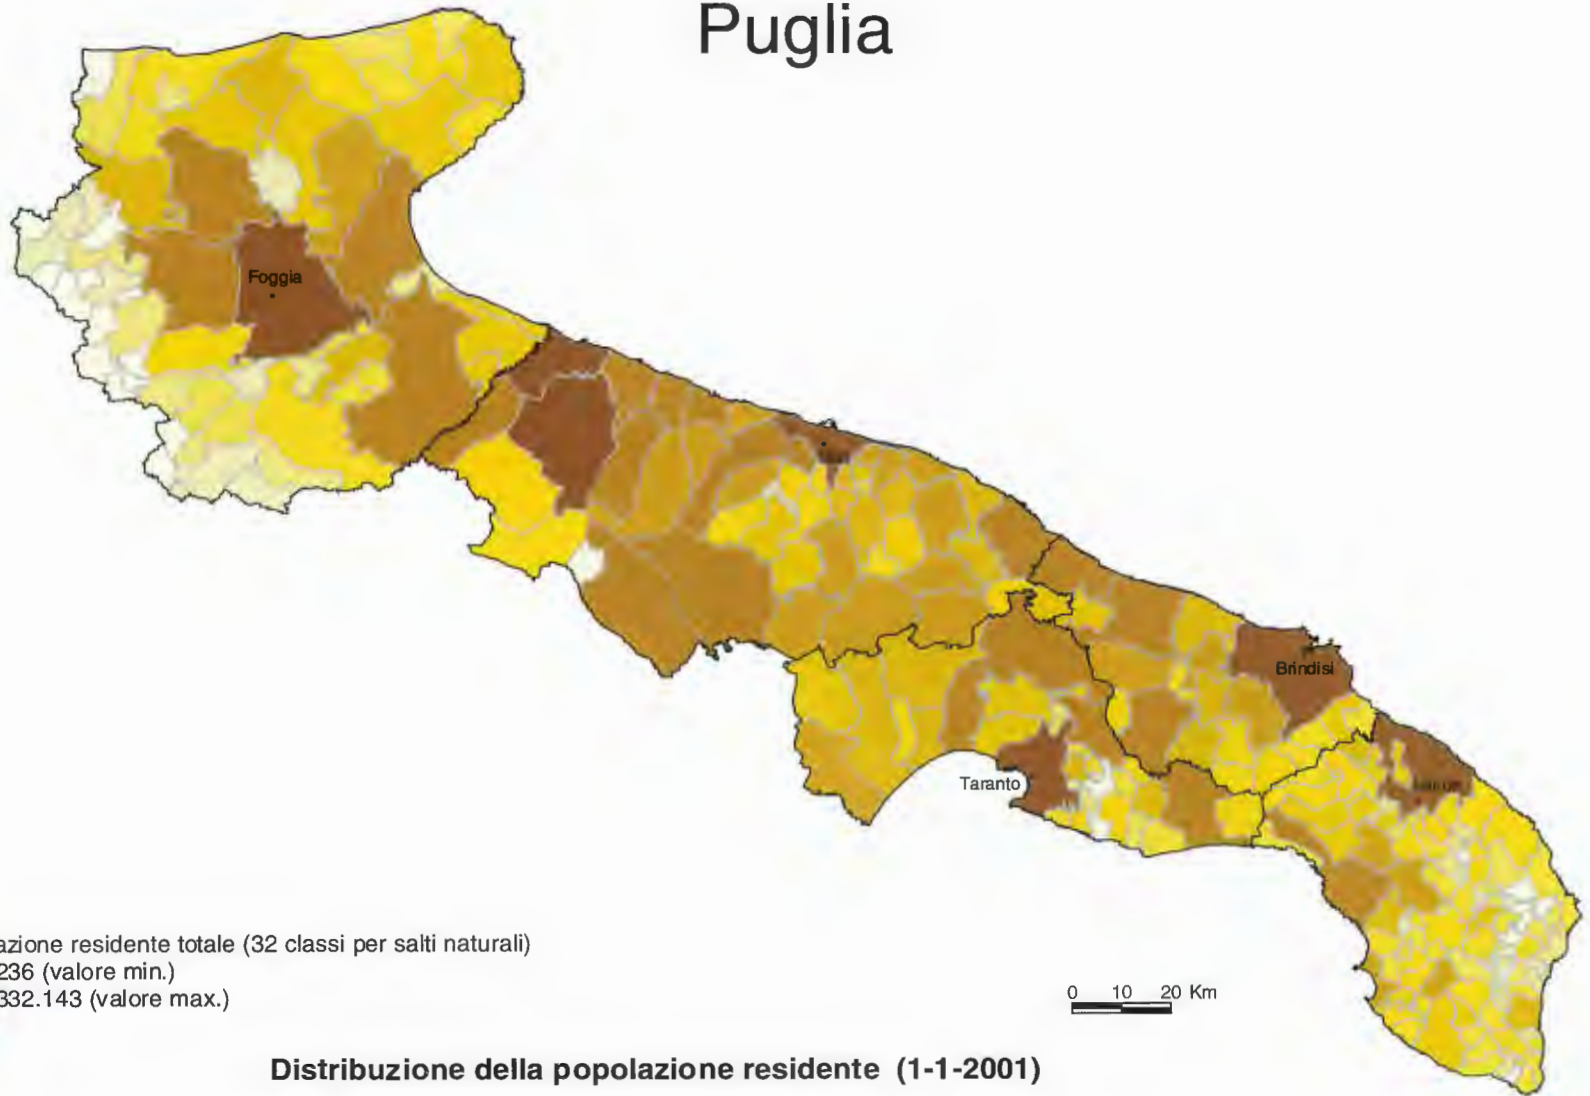 Puglia
Foggia
Brindisi
Taranto
azione residente totale (32 classi per salti naturali)
236 (valore min.)
332.143 (valore max.)
0 10 20 Km
Distribuzione della popolazione residente (1-1-2001)